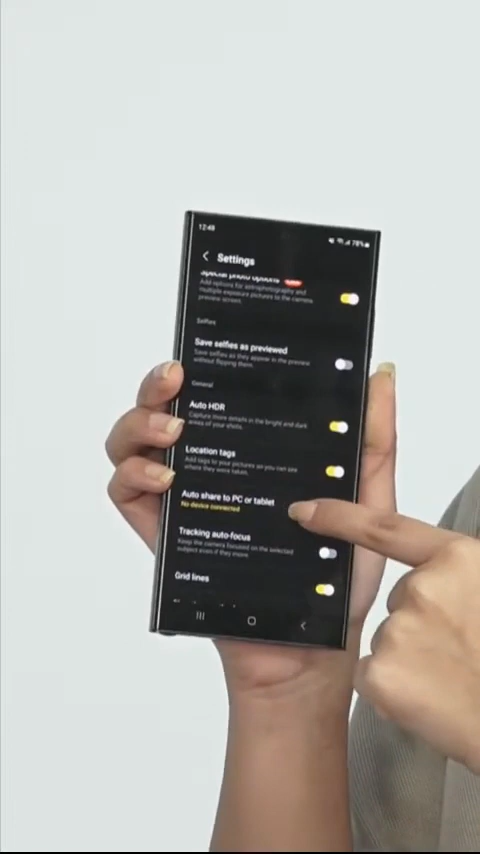 12:49
78%
Settings
Special photo options
Add options for astrophotography and
multiple exposure pictures to the camera
preview screen.
Selfies
Save selfies as previewed
Save selfies as they appear in the preview
without flipping them.
General
Auto HDR
Capture more details in the bright and dark
areas of your shots.
Location tags
Add tags to your pictures so you can see
where they were taken.
Auto share to PC or tablet
No device connected
Tracking auto-focus
Keep the camera focused on the selected
subject even if they move.
Grid lines